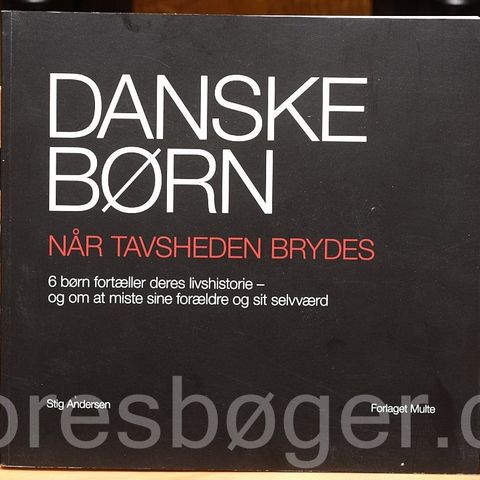 DANSKE
BØRN
NÅR TAVSHEDEN BRYDES
6 børn fortæller deres livshistorie –
og om at miste sine forældre og sit selvværd
Stig Andersen
Forlaget Multe
oresbøger.